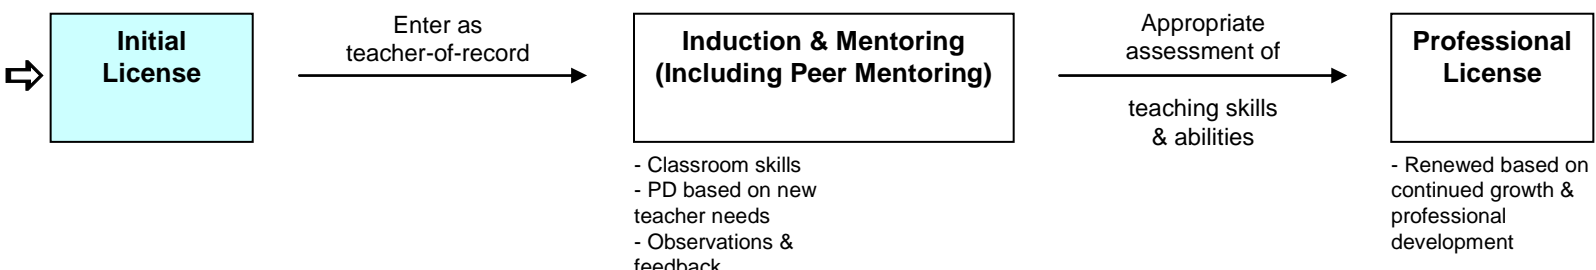 Initial
License
Enter as
teacher-of-record
Induction & Mentoring
(Including Peer Mentoring)
- Classroom skills
- PD based on new
teacher needs
- Observations &
feedback
Appropriate
assessment of
teaching skills
& abilities
Professional
License
- Renewed based on
continued growth &
professional
development